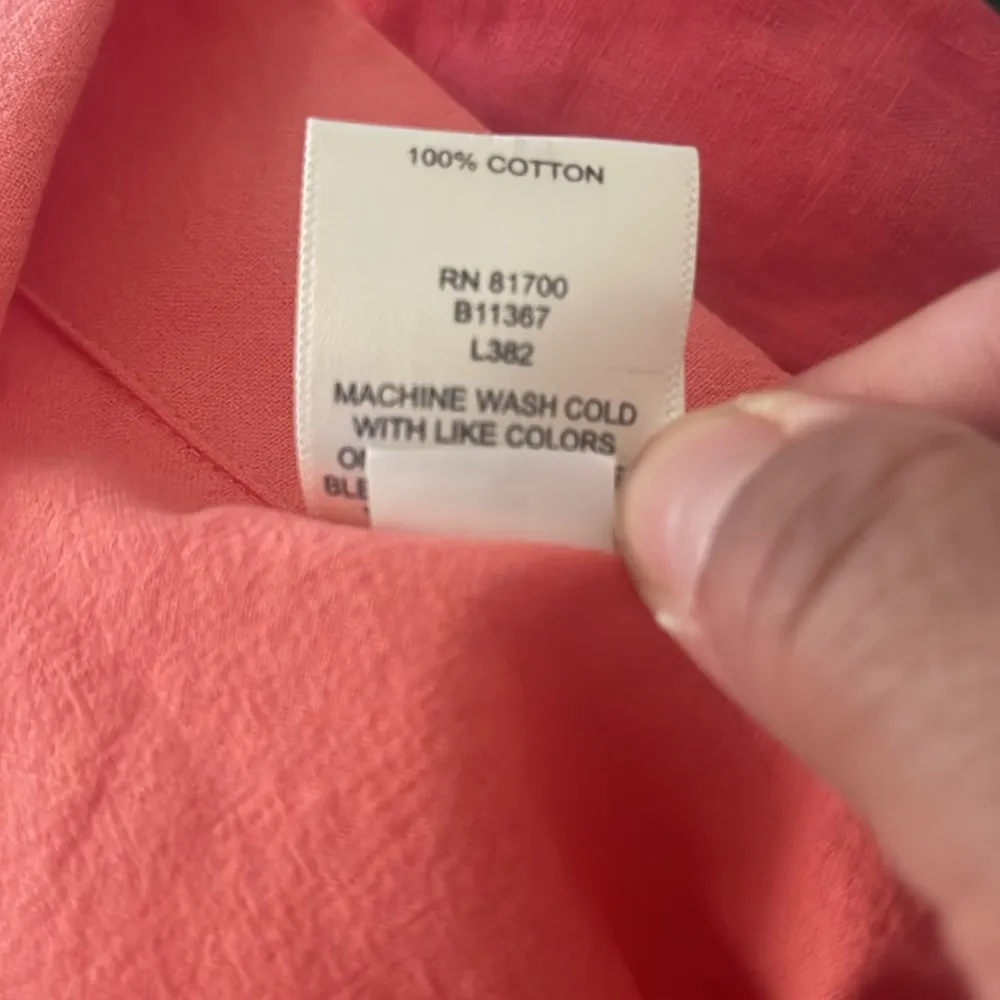 100% COTTON
RN 81700
B11367
L382
MACHINE WASH COLD
WITH LIKE COLORS